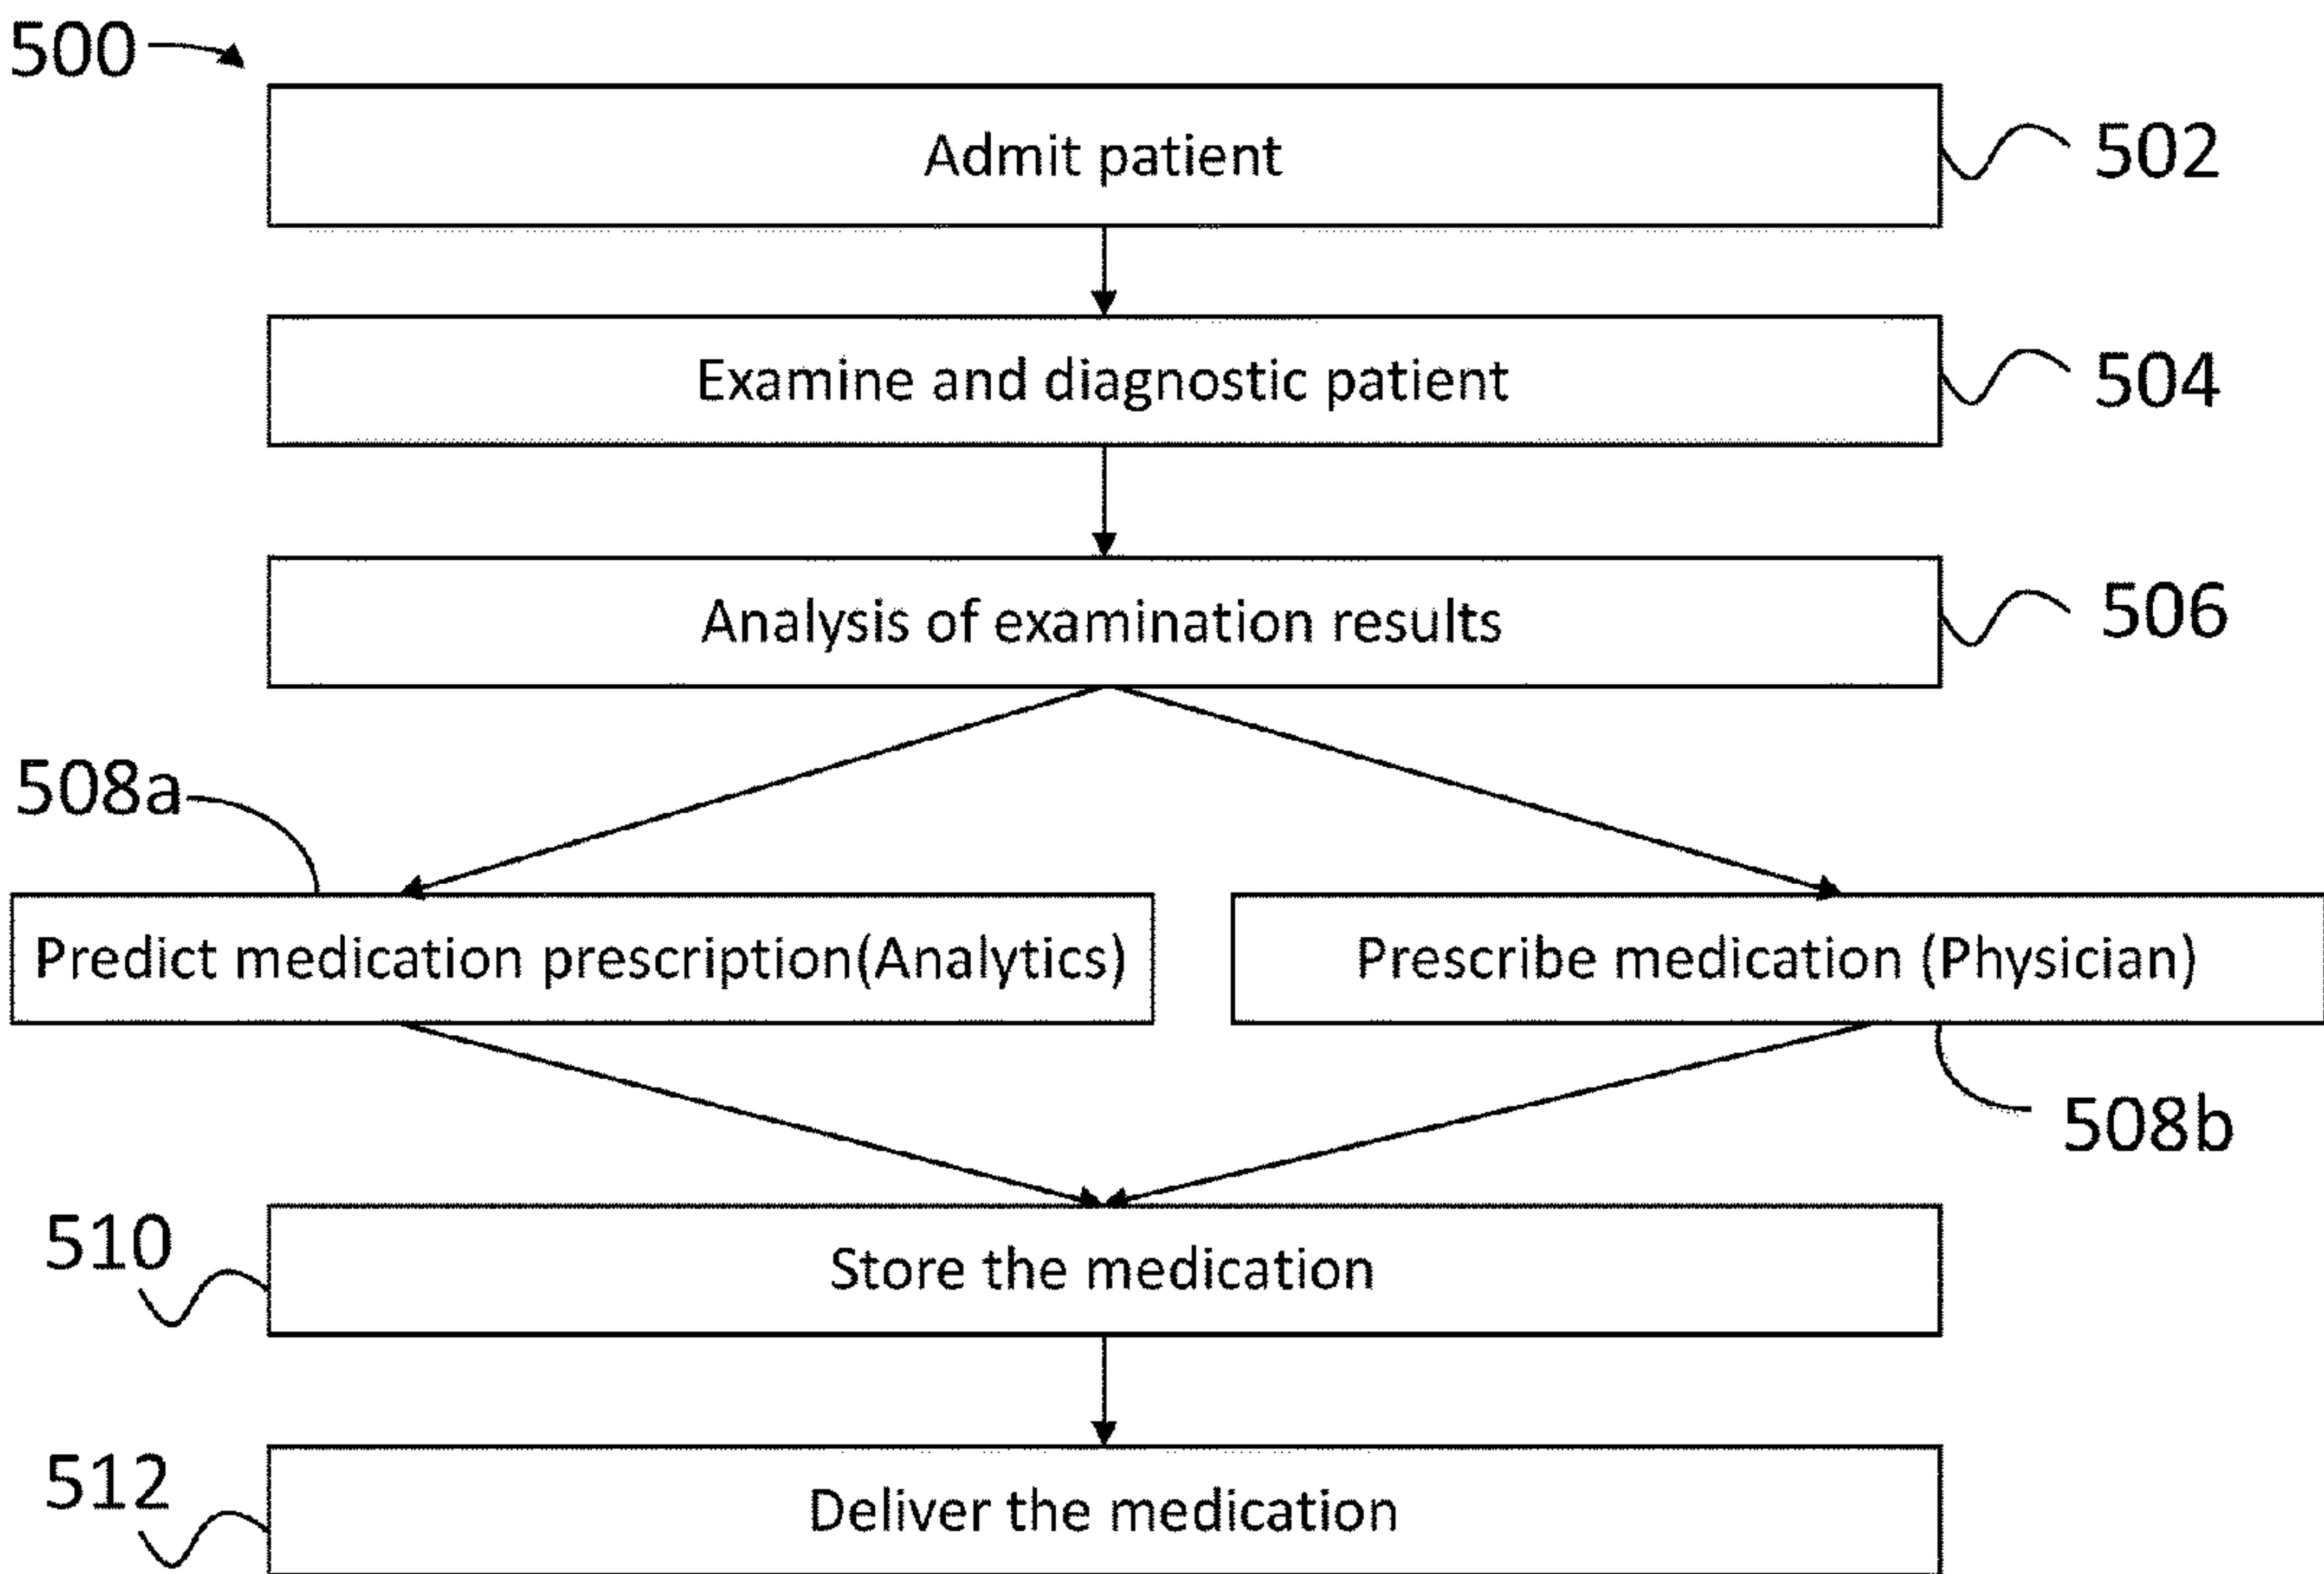 500
Admit patient
502
Examine and diagnostic patient
504
Analysis of examination results
506
508a
Predict medication prescription(Analytics)
Prescribe medication (Physician)
508b
510
Store the medication
512
Deliver the medication